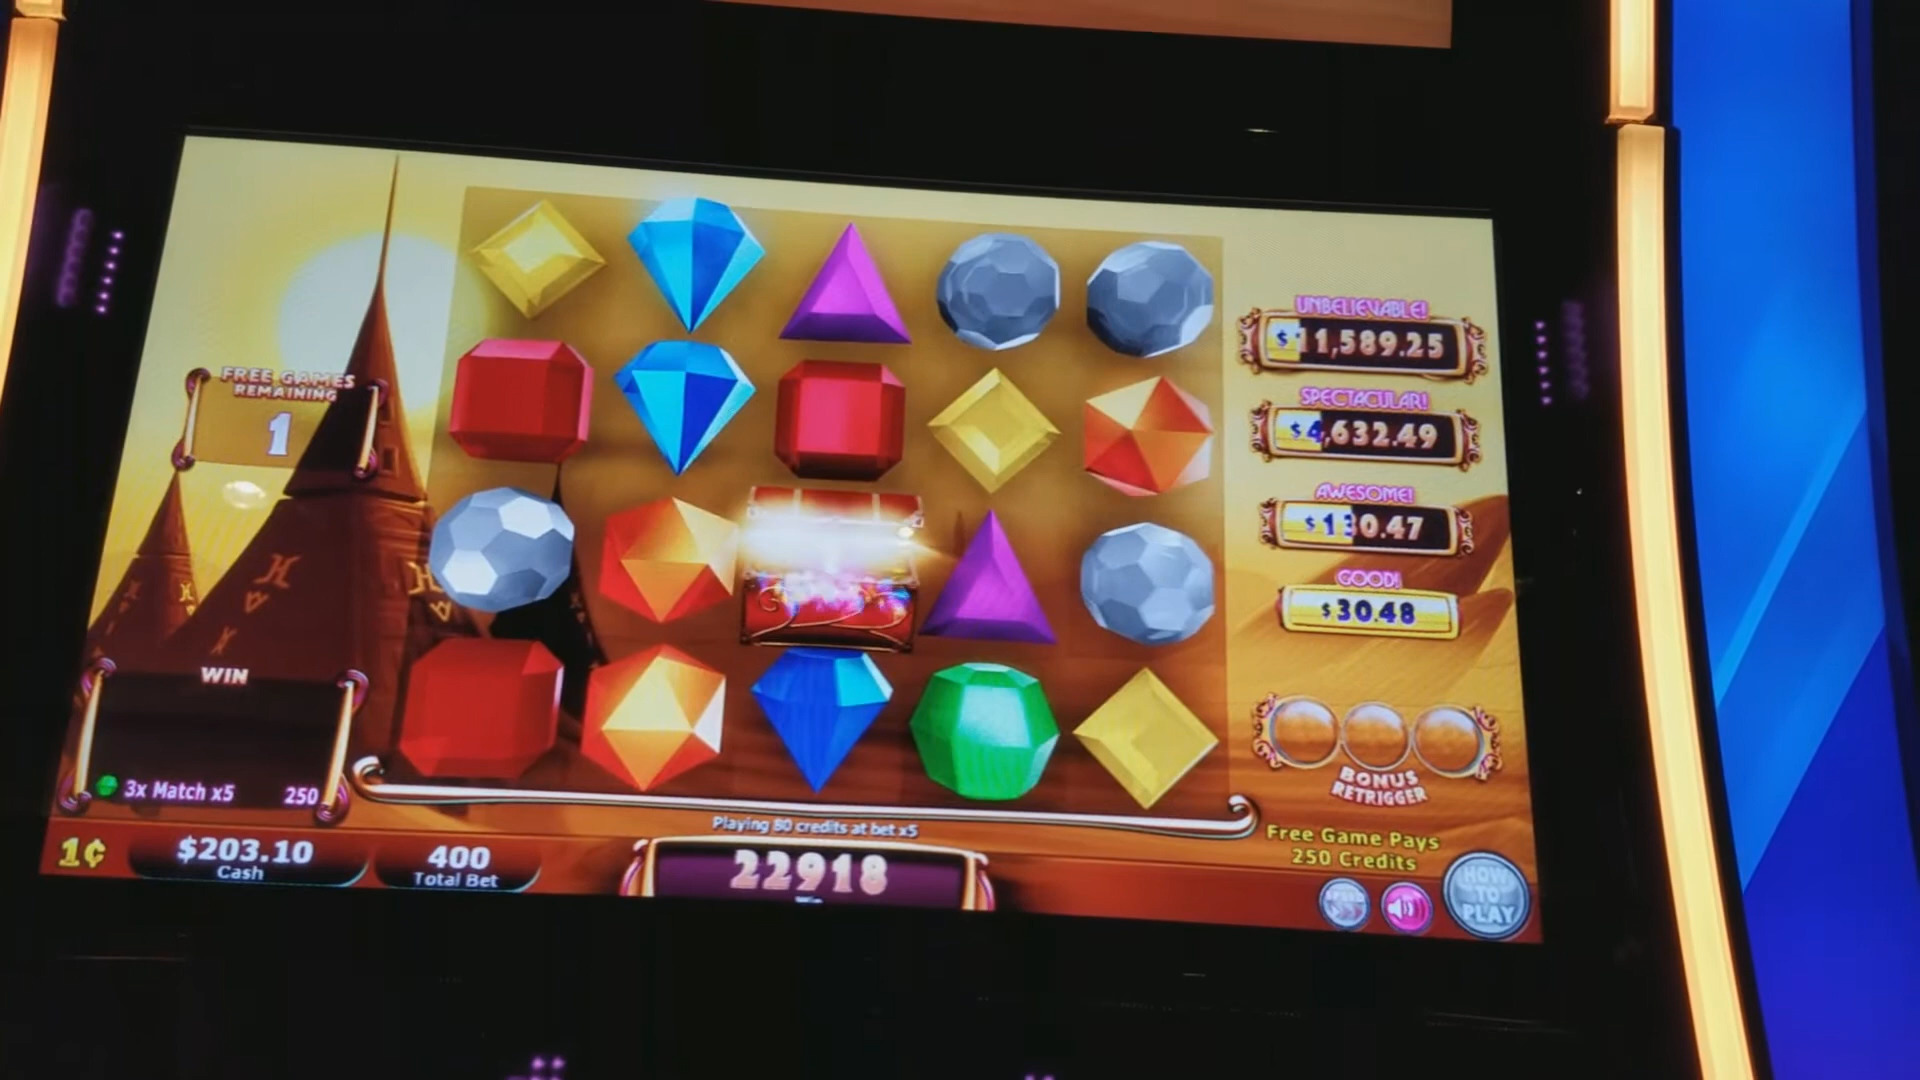 FREE GAMES
REMAINING
1
WIN
3x Match x5 250
UNBELIEVABLE!
$11,589.25
SPECTACULAR!
$4,632.49
AWESOME!
$130.47
GOOD!
$30.48
BONUS
RETRIGGER
Free Game Pays
250 Credits
Playing 80 credits at bet x5
1¢
$203.10
Cash
400
Total Bet
22918
Win
HOW
TO
PLAY